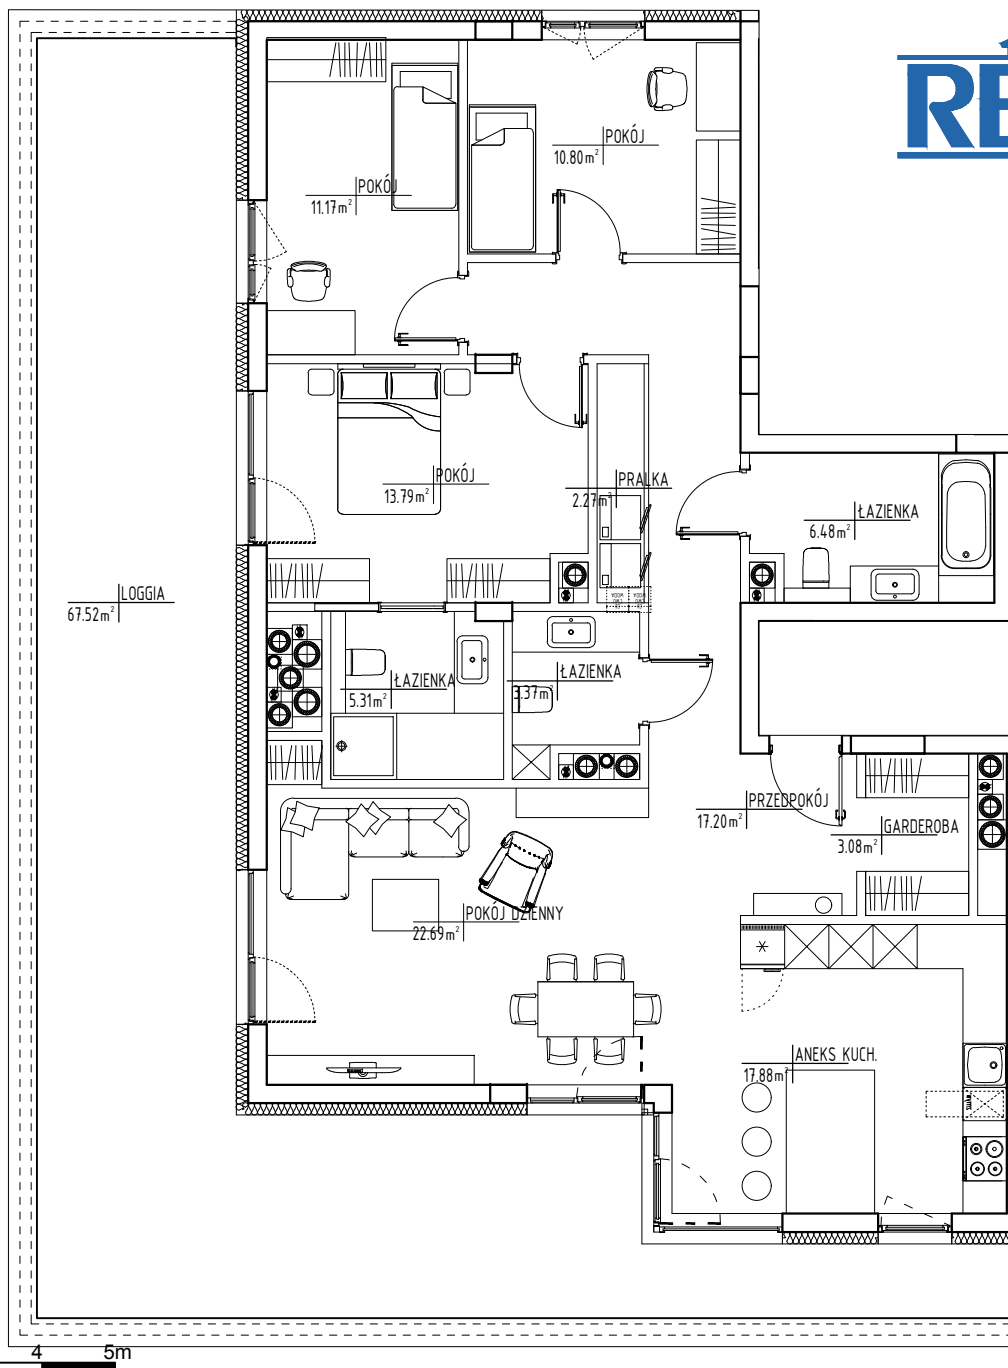 RE
POKÓJ
10.80m²
POKÓJ
11.17m²
POKÓJ
13.79m²
PRALKA
2.27m²
ŁAZIENKA
6.48m²
LOGGIA
67.52m²
ŁAZIENKA
5.31m²
ŁAZIENKA
3.37m²
PRZEDPOKÓJ
17.20m²
GARDEROBA
3.08m²
POKÓJ DZIENNY
22.69m²
ANEKS KUCH.
17.88m²
4 5m